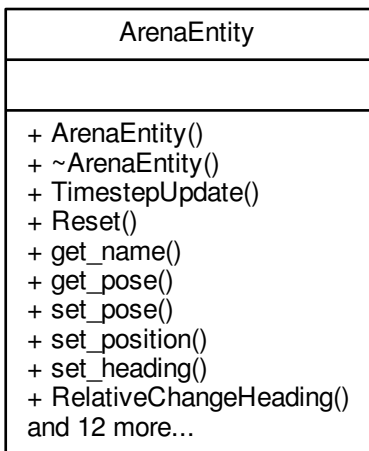 ArenaEntity
+ ArenaEntity()
+ ~ArenaEntity()
+ TimestepUpdate()
+ Reset()
+ get_name()
+ get_pose()
+ set_pose()
+ set_position()
+ set_heading()
+ RelativeChangeHeading()
and 12 more...